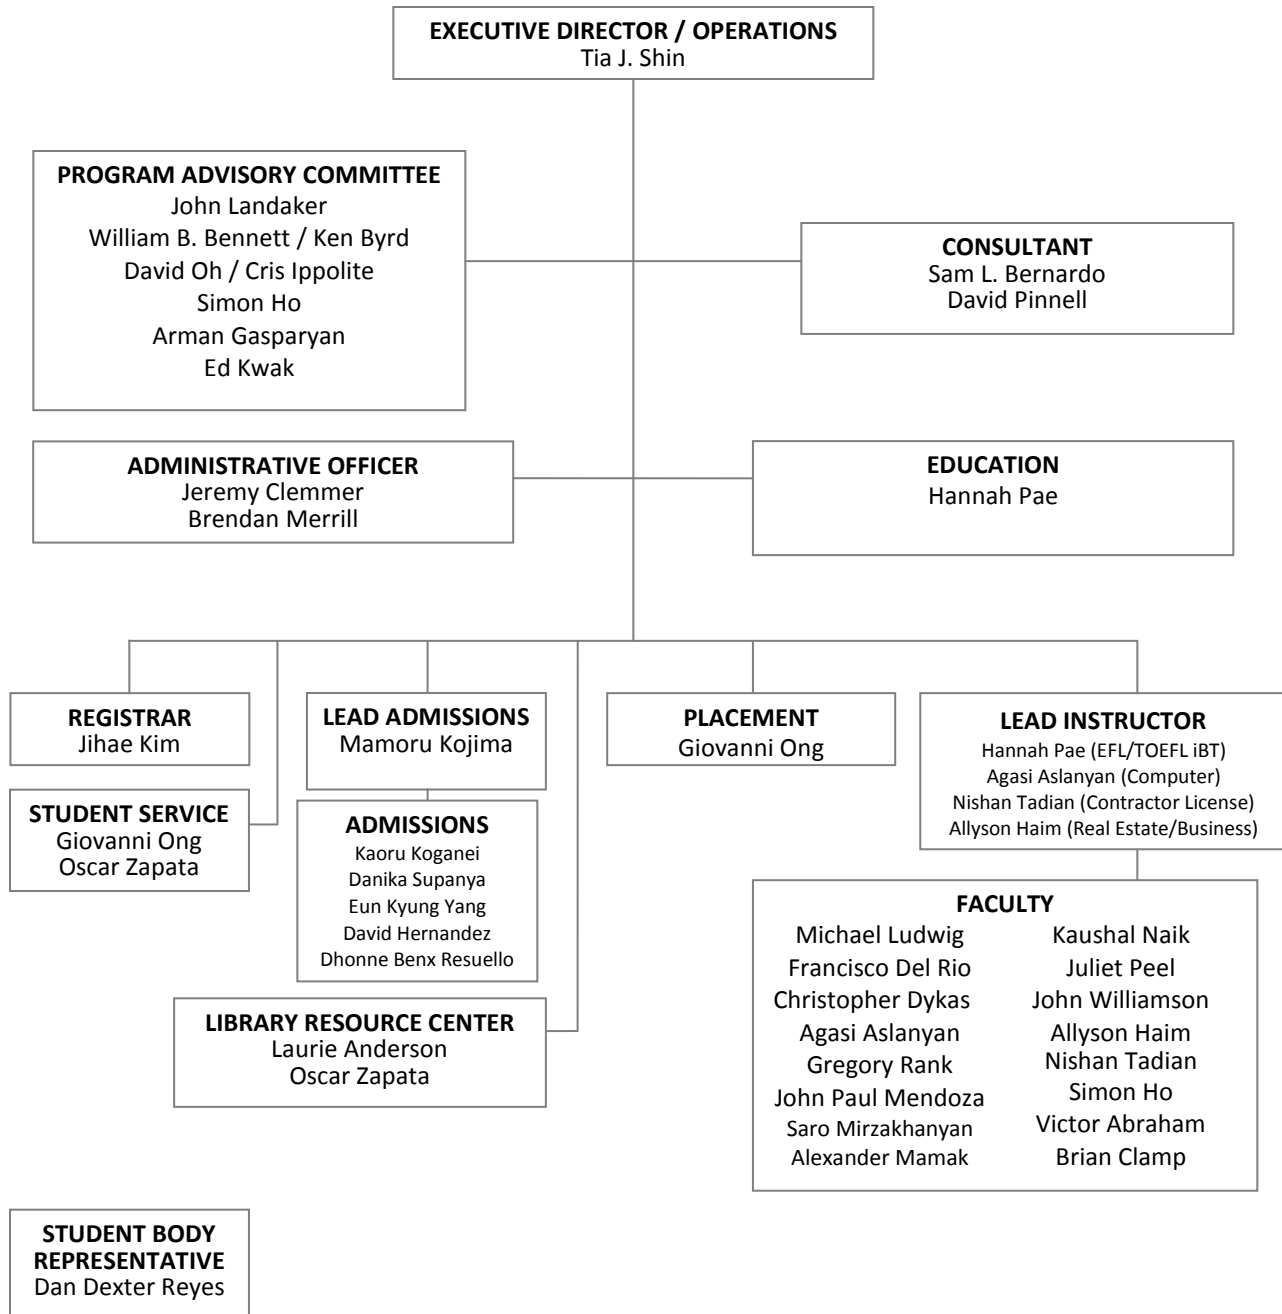 EXECUTIVE DIRECTOR / OPERATIONS
Tia J. Shin
PROGRAM ADVISORY COMMITTEE
John Landaker
William B. Bennett / Ken Byrd
David Oh / Cris Ippolite
Simon Ho
Arman Gasparyan
Ed Kwak
CONSULTANT
Sam L. Bernardo
David Pinnell
ADMINISTRATIVE OFFICER
Jeremy Clemmer
Brendan Merrill
EDUCATION
Hannah Pae
REGISTRAR
Jihae Kim
STUDENT SERVICE
Giovanni Ong
Oscar Zapata
LEAD ADMISSIONS
Mamoru Kojima
ADMISSIONS
Kaoru Koganei
Danika Supanya
Eun Kyung Yang
David Hernandez
Dhonne Benx Resuello
LIBRARY RESOURCE CENTER
Laurie Anderson
Oscar Zapata
PLACEMENT
Giovanni Ong
LEAD INSTRUCTOR
Hannah Pae (EFL/TOEFL iBT)
Agasi Aslanyan (Computer)
Nishan Tadian (Contractor License)
Allyson Haim (Real Estate/Business)
FACULTY
Michael Ludwig
Francisco Del Rio
Christopher Dykas
Agasi Aslanyan
Gregory Rank
John Paul Mendoza
Saro Mirzakhanyan
Alexander Mamak
Kaushal Naik
Juliet Peel
John Williamson
Allyson Haim
Nishan Tadian
Simon Ho
Victor Abraham
Brian Clamp
STUDENT BODY
REPRESENTATIVE
Dan Dexter Reyes